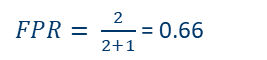 FPR = 2/(2+1) = 0.66